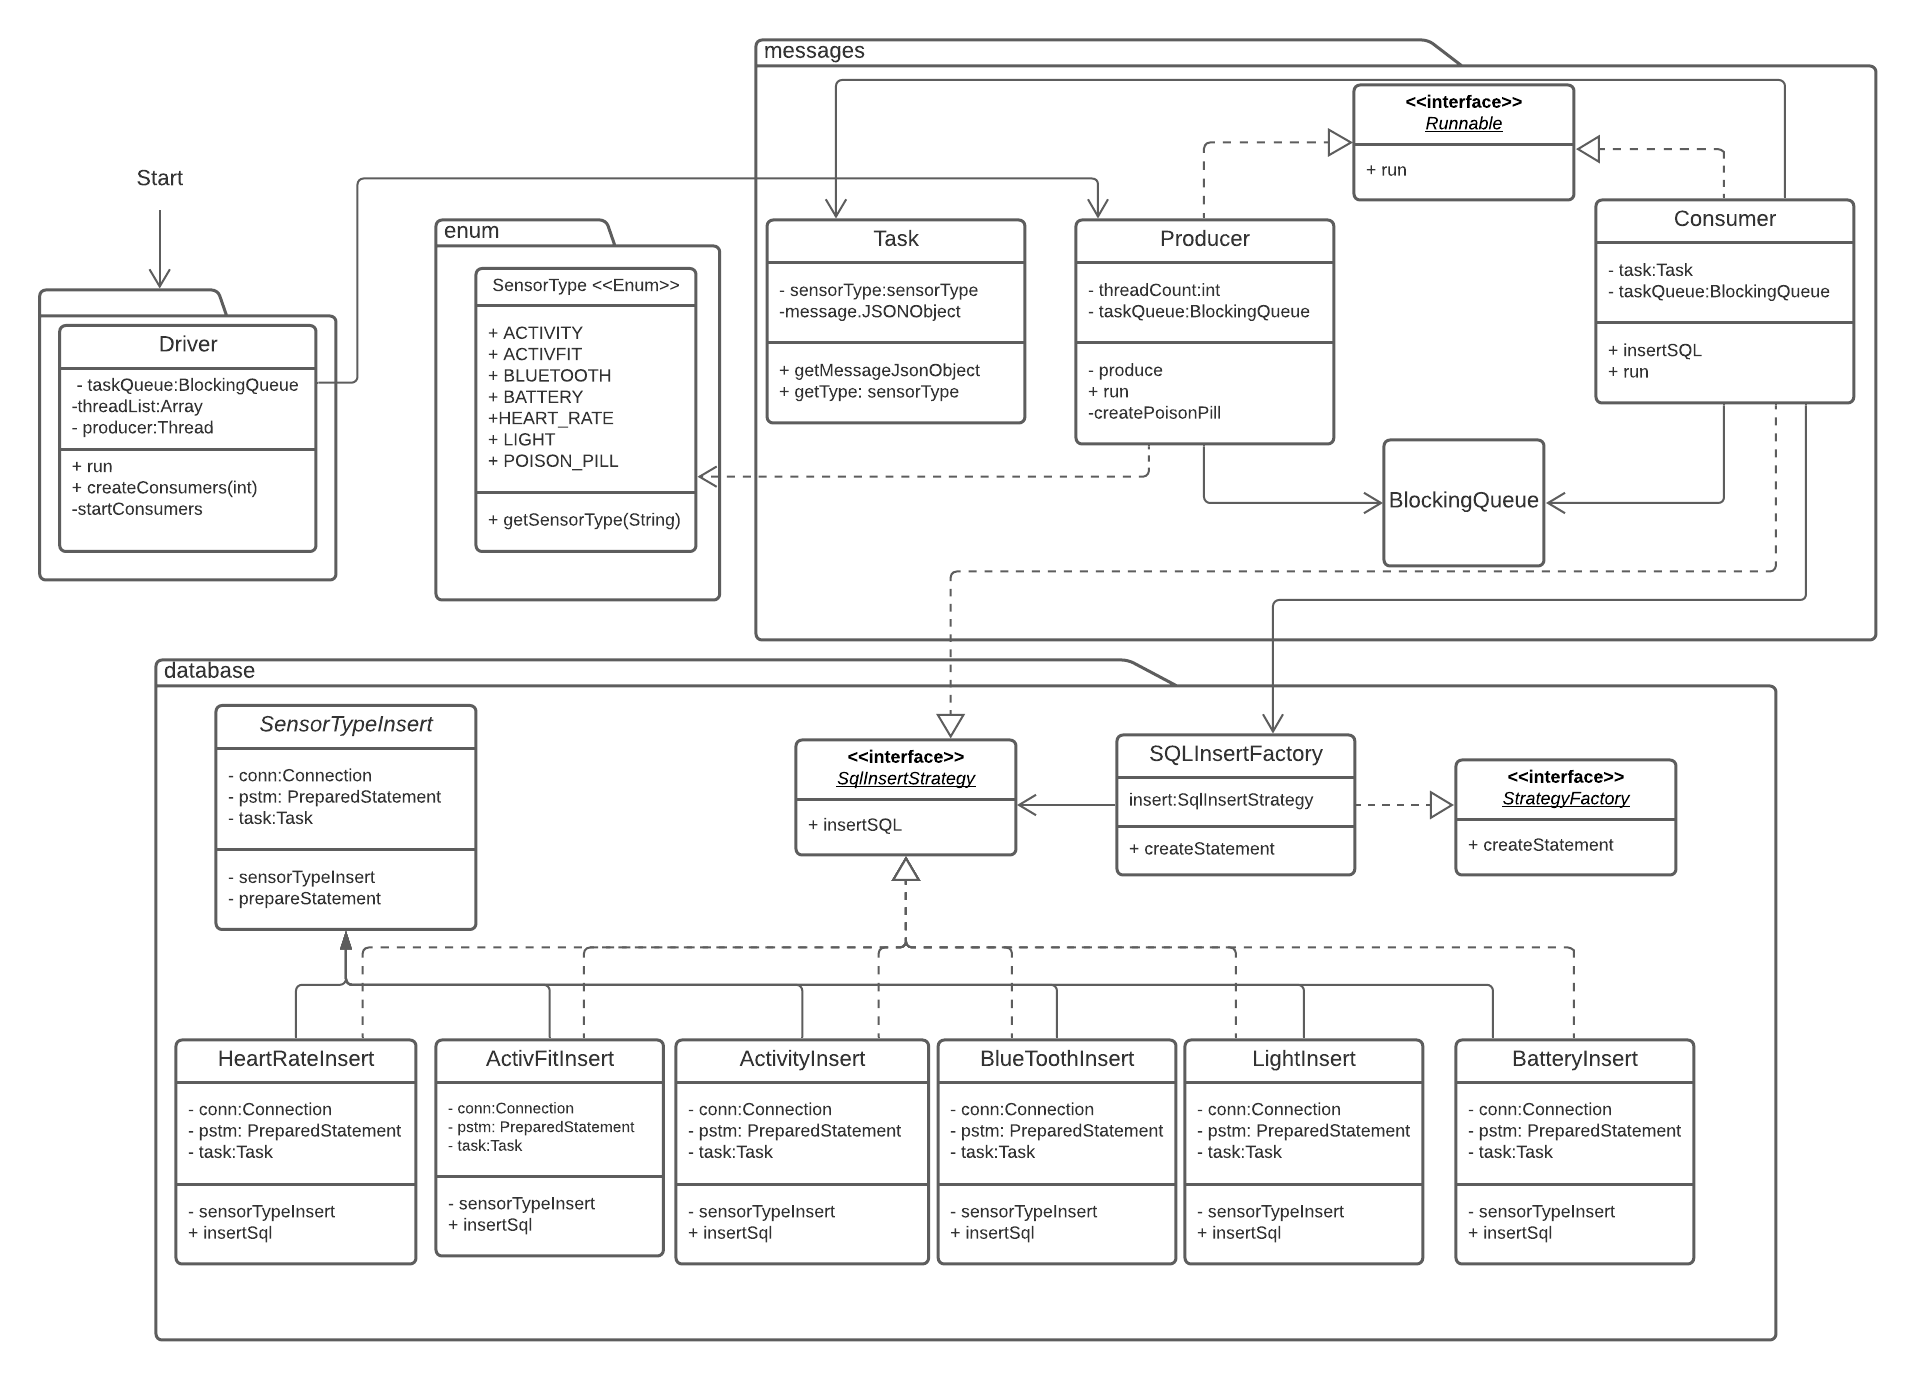 messages
<<interface>>
Runnable
+ run
Start
Task
- sensorType:sensorType
-message.JSONObject
+ getMessageJsonObject
+ getType: sensorType
Producer
- threadCount:int
- taskQueue:BlockingQueue
- produce
+ run
-createPoisonPill
Consumer
- task:Task
- taskQueue:BlockingQueue
+ insertSQL
+ run
enum
SensorType <<Enum>>
+ ACTIVITY
+ ACTIVFIT
+ BLUETOOTH
+ BATTERY
+HEART_RATE
+ LIGHT
+ POISON_PILL
+ getSensorType(String)
Driver
- taskQueue:BlockingQueue
-threadList:Array
- producer:Thread
+ run
+ createConsumers(int)
-startConsumers
BlockingQueue
database
SensorTypeInsert
- conn:Connection
- pstm: PreparedStatement
- task:Task
- sensorTypeInsert
- prepareStatement
<<interface>>
SqlInsertStrategy
+ insertSQL
SQLInsertFactory
insert:SqlInsertStrategy
+ createStatement
<<interface>>
StrategyFactory
+ createStatement
HeartRateInsert
- conn:Connection
- pstm: PreparedStatement
- task:Task
- sensorTypeInsert
+ insertSql
ActivFitInsert
- conn:Connection
- pstm: PreparedStatement
- task:Task
- sensorTypeInsert
+ insertSql
ActivityInsert
- conn:Connection
- pstm: PreparedStatement
- task:Task
- sensorTypeInsert
+ insertSql
BlueToothInsert
- conn:Connection
- pstm: PreparedStatement
- task:Task
- sensorTypeInsert
+ insertSql
LightInsert
- conn:Connection
- pstm: PreparedStatement
- task:Task
- sensorTypeInsert
+ insertSql
BatteryInsert
- conn:Connection
- pstm: PreparedStatement
- task:Task
- sensorTypeInsert
+ insertSql